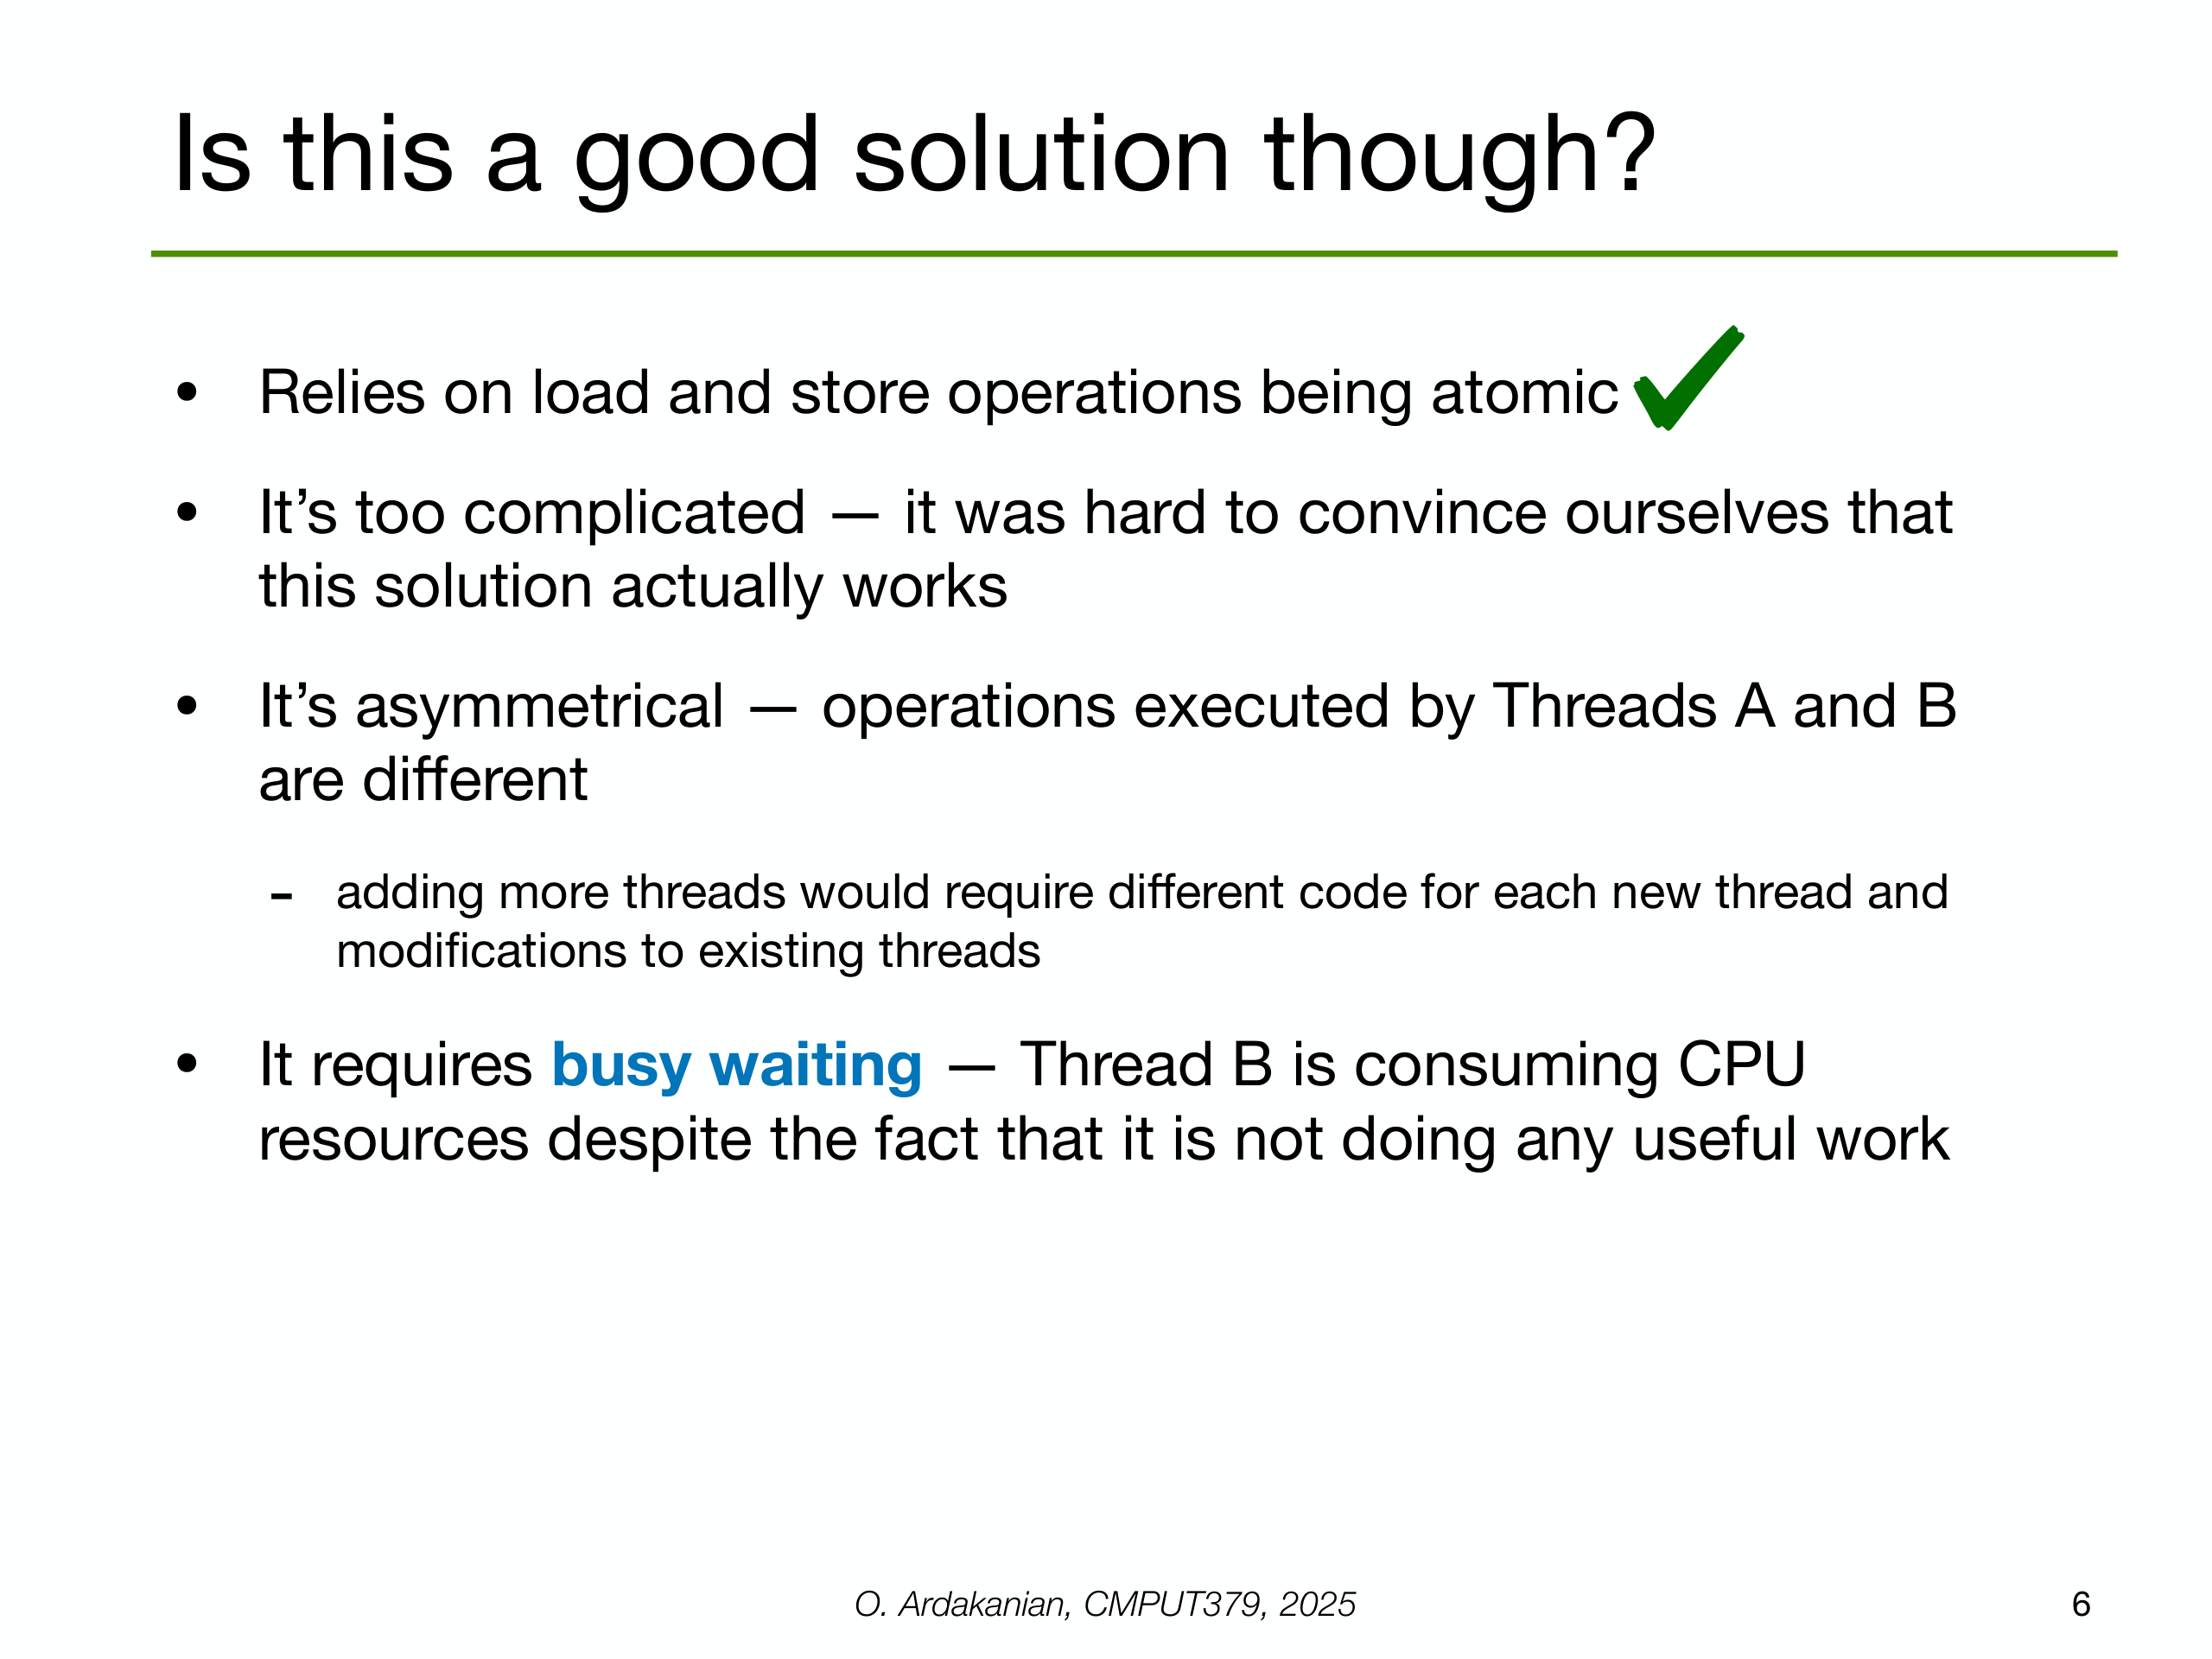 Is this a good solution though?
• Relies on load and store operations being atomic ✓
• It’s too complicated — it was hard to convince ourselves that
this solution actually works
• It’s asymmetrical — operations executed by Threads A and B
are different
- adding more threads would require different code for each new thread and
modifications to existing threads
• It requires busy waiting — Thread B is consuming CPU
resources despite the fact that it is not doing any useful work
O. Ardakanian, CMPUT379, 2025
6